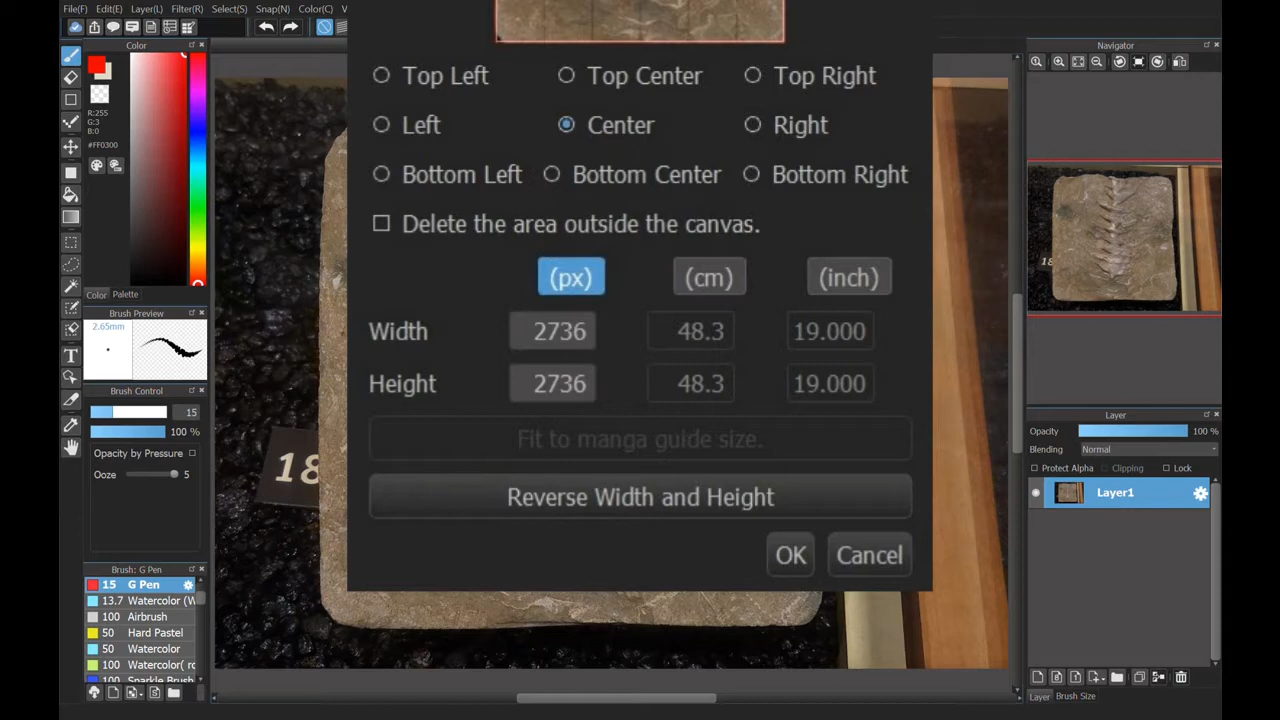 File(F) Edit(E) Layer(L) Filter(R) Select(S) Snap(N) Color(C) V
Color
R:255
G:3
B:0
#FF0300
Color Palette
Brush Preview
2.65mm
Brush Control
15
100 %
Opacity by Pressure
Ooze 5
Brush: G Pen
15 G Pen
13.7 Watercolor (W
100 Airbrush
50 Hard Pastel
50 Watercolor
100 Watercolor( ro
100 Sparkle Brush
Top Left Top Center Top Right
Left Center Right
Bottom Left Bottom Center Bottom Right
Delete the area outside the canvas.
(px) (cm) (inch)
Width 2736 48.3 19.000
Height 2736 48.3 19.000
Fit to manga guide size.
Reverse Width and Height
OK Cancel
18
Navigator
18
Layer
Opacity 100 %
Blending Normal
Protect Alpha Clipping Lock
Layer1
Layer Brush Size